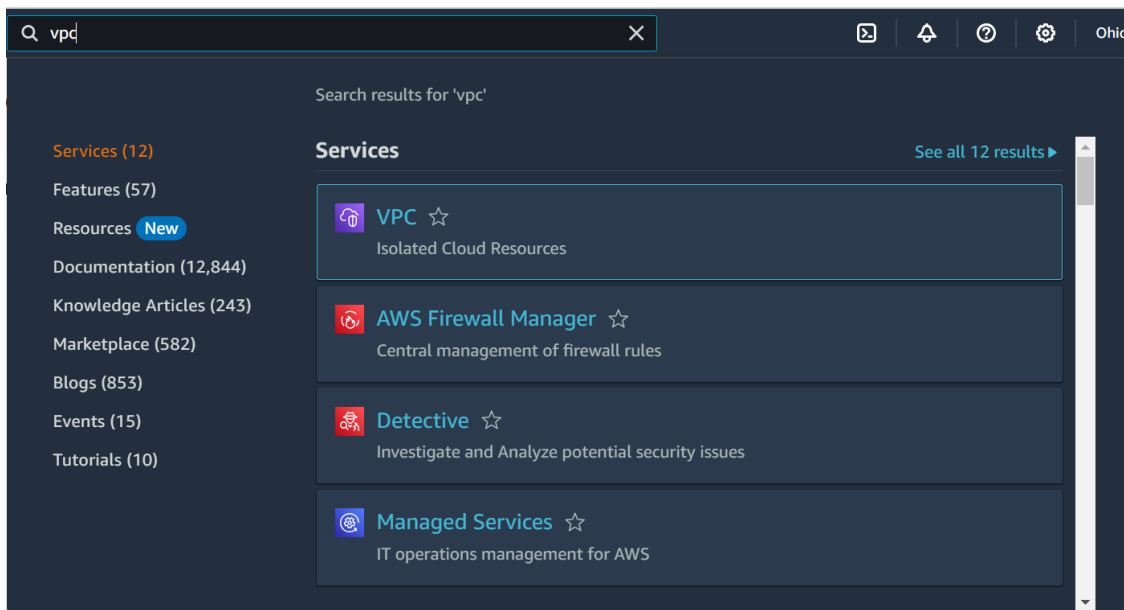 vpc
Ohio
Search results for 'vpc'
Services (12)
Features (57)
Resources New
Documentation (12,844)
Knowledge Articles (243)
Marketplace (582)
Blogs (853)
Events (15)
Tutorials (10)
Services
See all 12 results
VPC
Isolated Cloud Resources
AWS Firewall Manager
Central management of firewall rules
Detective
Investigate and Analyze potential security issues
Managed Services
IT operations management for AWS